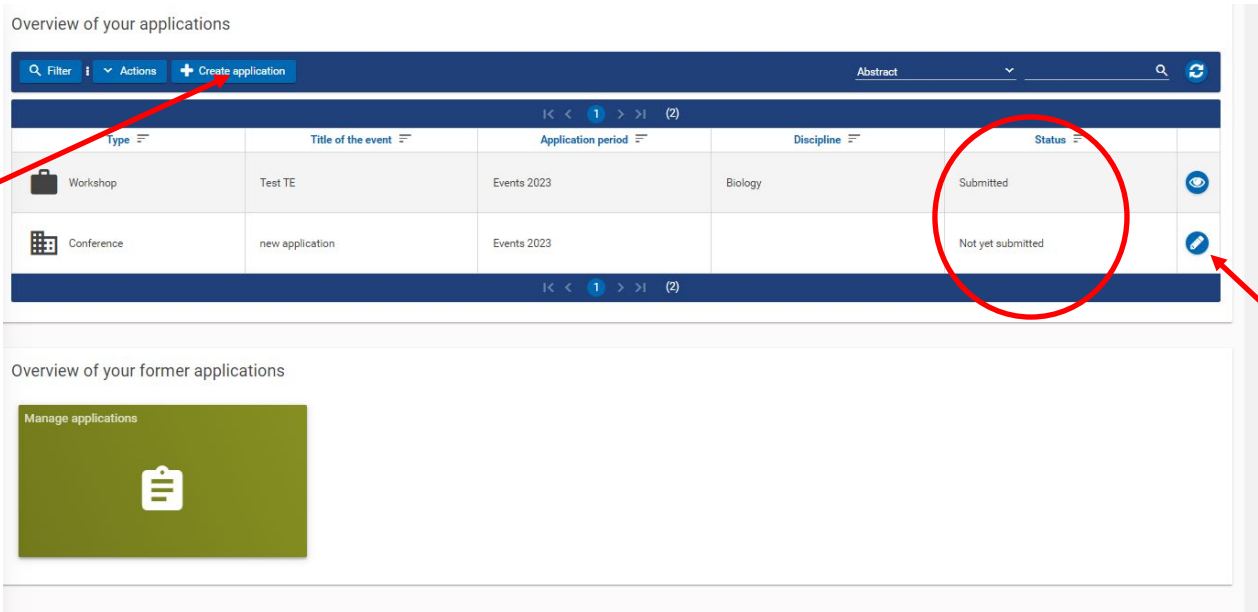 Overview of your applications
Filter Actions Create application Abstract
1 (2)
Type Title of the event Application period Discipline Status
Workshop Test TE Events 2023 Biology Submitted
Conference new application Events 2023 Not yet submitted
1 (2)
Overview of your former applications
Manage applications